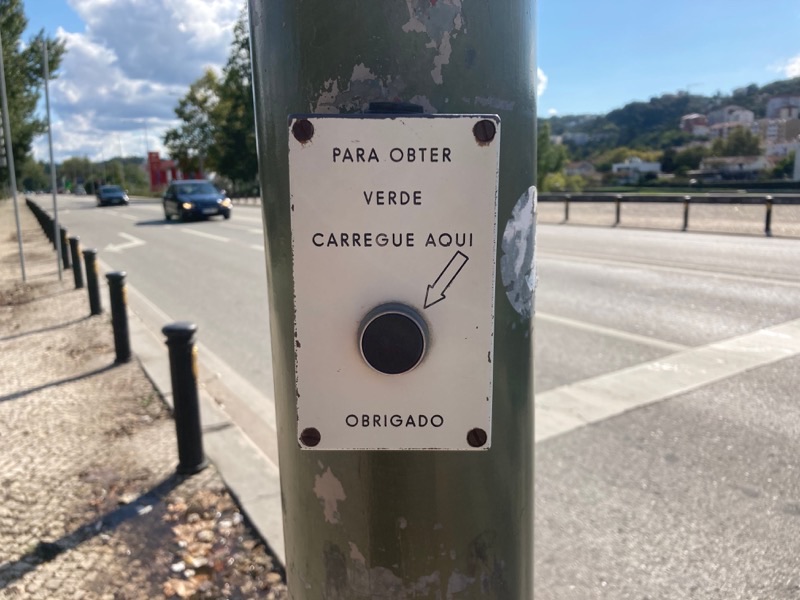 PARA OBTER
VERDE
CARREGUE AQUI
OBRIGADO